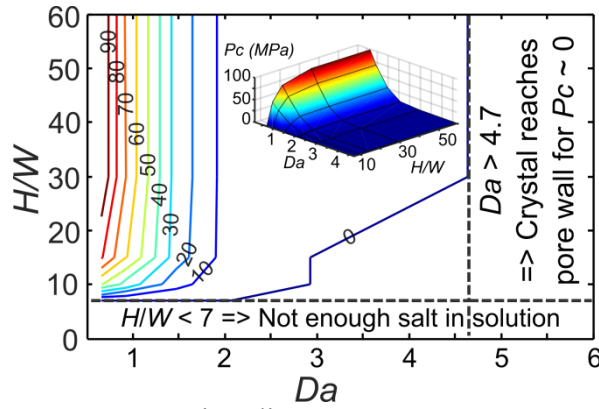 60
50
40
30
20
10
0
H/W
90
80
70
60
50
40
30
20
10
0
Pc (MPa)
100
50
0
1
2
3
4
Da
10
30
50
H/W
Da > 4.7
=> Crystal reaches
pore wall for Pc ~ 0
H/W < 7 => Not enough salt in solution
1 2 3 4 5 6
Da